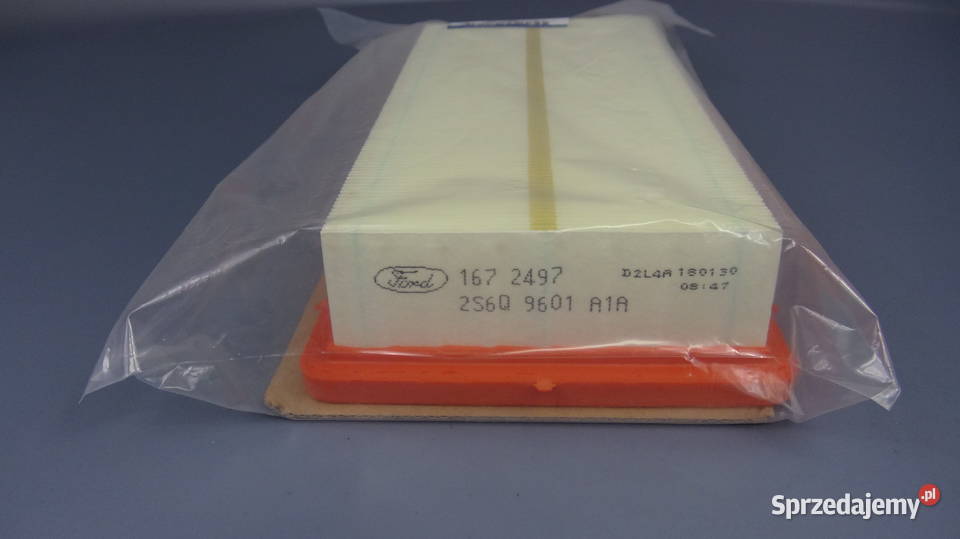 Ford 167 2497 D2L4A 180130
2S6Q 9601 A1A 08:47
Sprzedajemy.pl